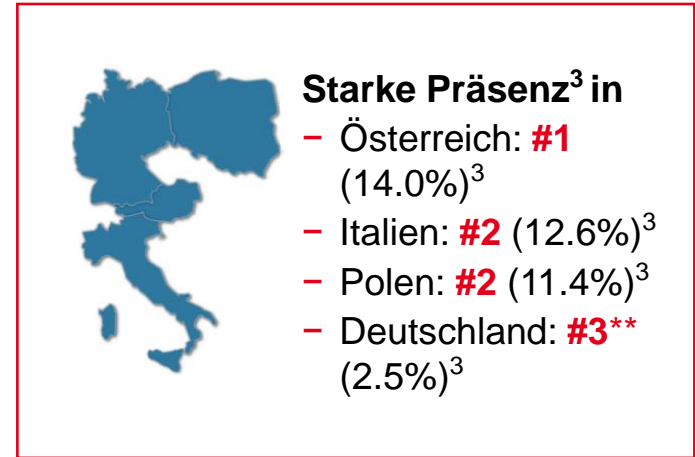 Starke Präsenz³ in
− Österreich: #1
(14.0%)³
− Italien: #2 (12.6%)³
− Polen: #2 (11.4%)³
− Deutschland: #3**
(2.5%)³